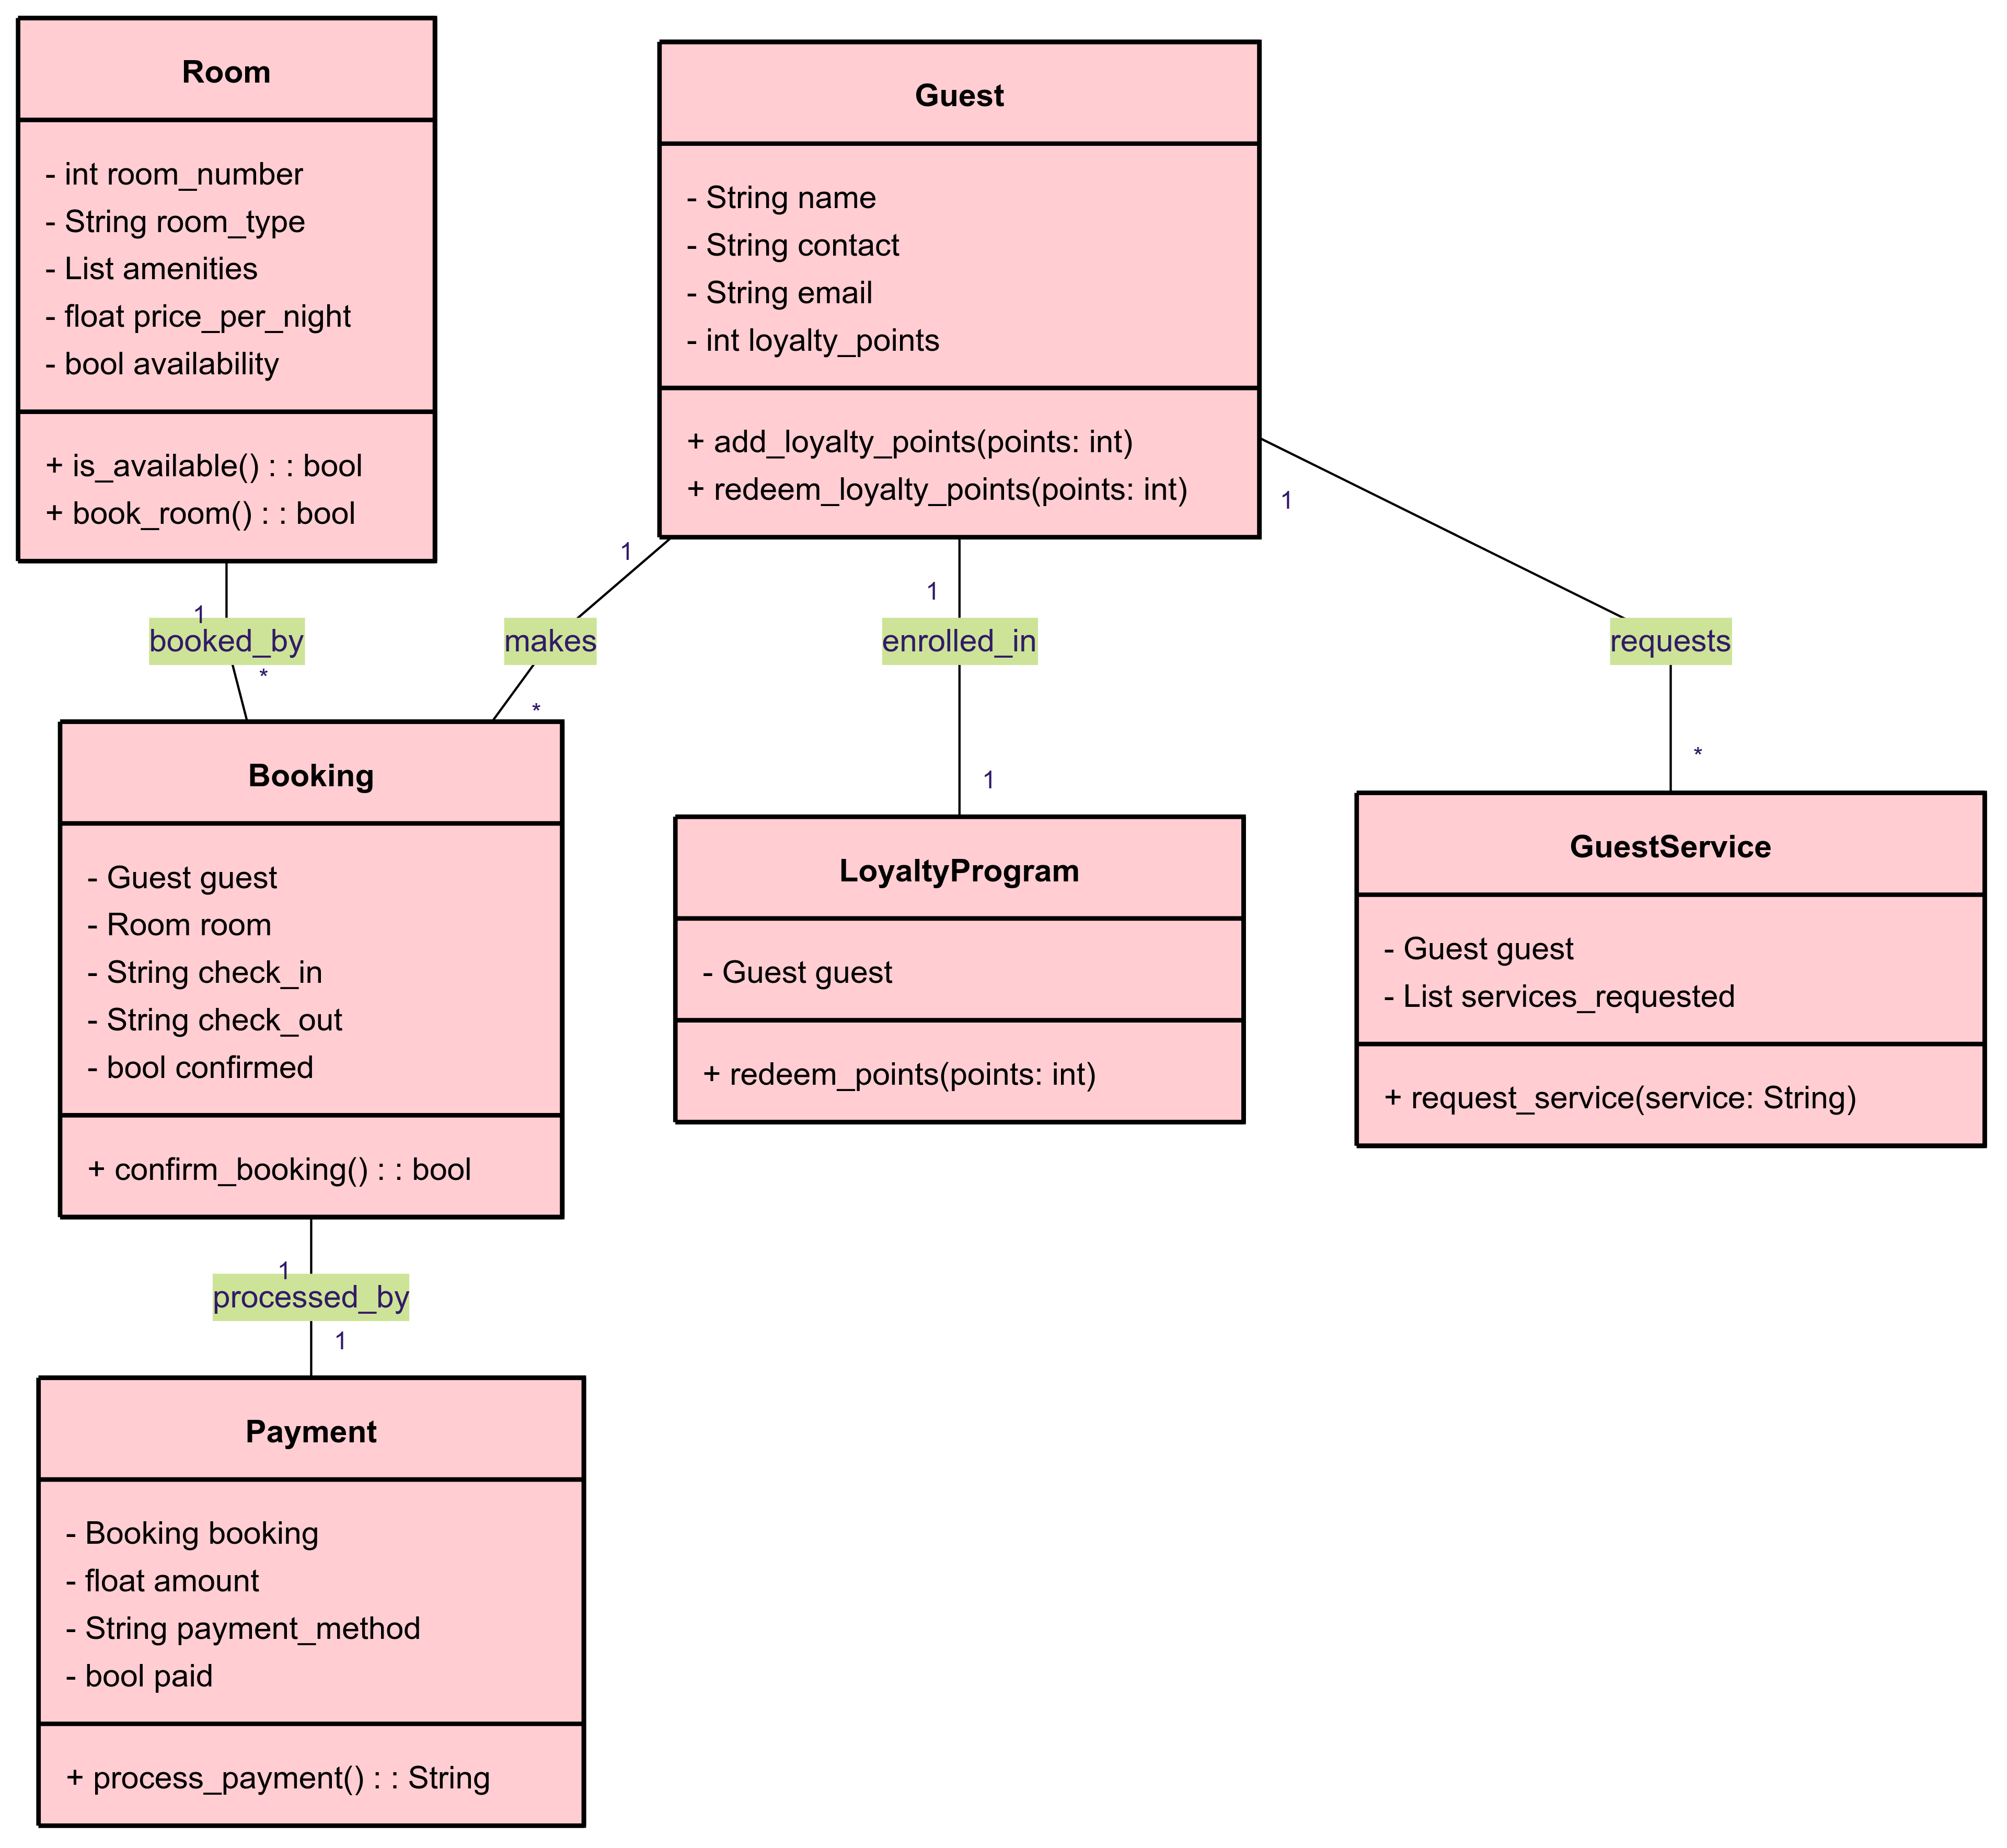 Room
- int room_number
- String room_type
- List amenities
- float price_per_night
- bool availability
+ is_available() : : bool
+ book_room() : : bool
Guest
- String name
- String contact
- String email
- int loyalty_points
+ add_loyalty_points(points: int)
+ redeem_loyalty_points(points: int)
1
booked_by
*
1
makes
*
1
enrolled_in
1
1
requests
*
Booking
- Guest guest
- Room room
- String check_in
- String check_out
- bool confirmed
+ confirm_booking() : : bool
LoyaltyProgram
- Guest guest
+ redeem_points(points: int)
GuestService
- Guest guest
- List services_requested
+ request_service(service: String)
1
processed_by
1
Payment
- Booking booking
- float amount
- String payment_method
- bool paid
+ process_payment() : : String